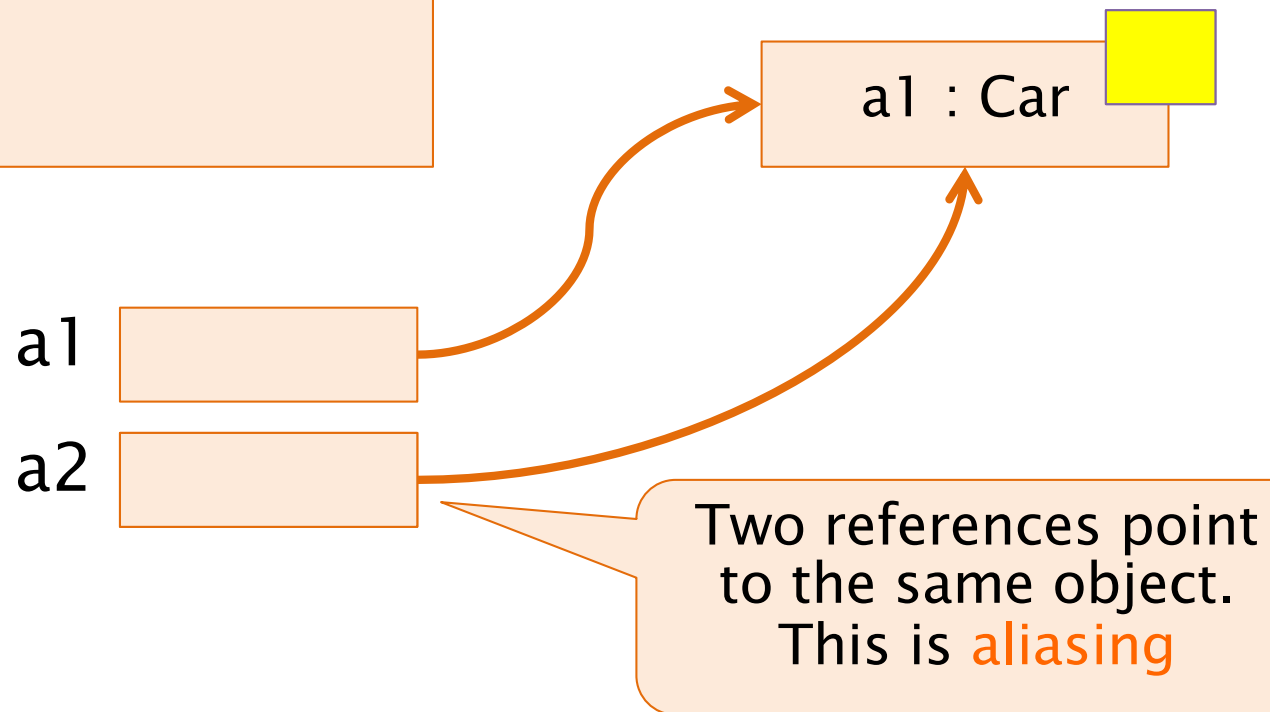 a1 : Car
a1
a2
Two references point
to the same object.
This is aliasing